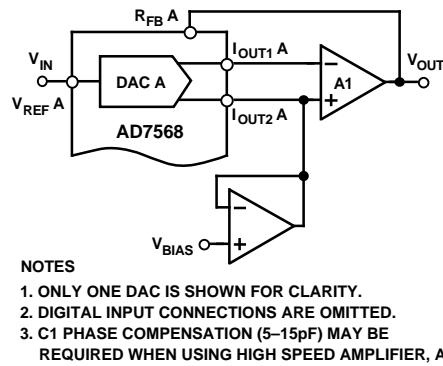 R_FB A
V_IN
I_OUT1 A
V_OUT
DAC A
A1
V_REF A
I_OUT2 A
AD7568
V_BIAS
NOTES
1. ONLY ONE DAC IS SHOWN FOR CLARITY.
2. DIGITAL INPUT CONNECTIONS ARE OMITTED.
3. C1 PHASE COMPENSATION (5–15pF) MAY BE
REQUIRED WHEN USING HIGH SPEED AMPLIFIER, A